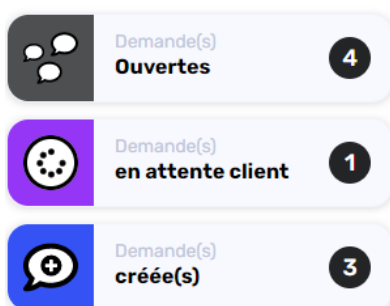 Demande(s)
Ouvertes
4
Demande(s)
en attente client
1
Demande(s)
créée(s)
3